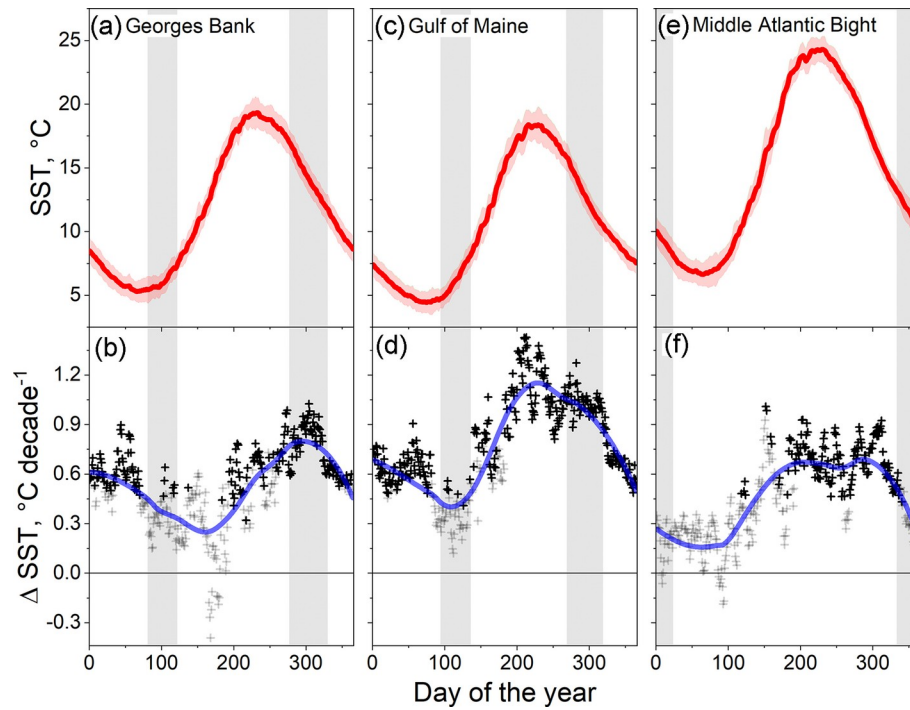 (a) Georges Bank
(c) Gulf of Maine
(e) Middle Atlantic Bight
SST, °C
25
20
15
10
5
(b)
(d)
(f)
Δ SST, °C decade⁻¹
1.2
0.9
0.6
0.3
0.0
-0.3
0 100 200 300
0 100 200 300
0 100 200 300
Day of the year